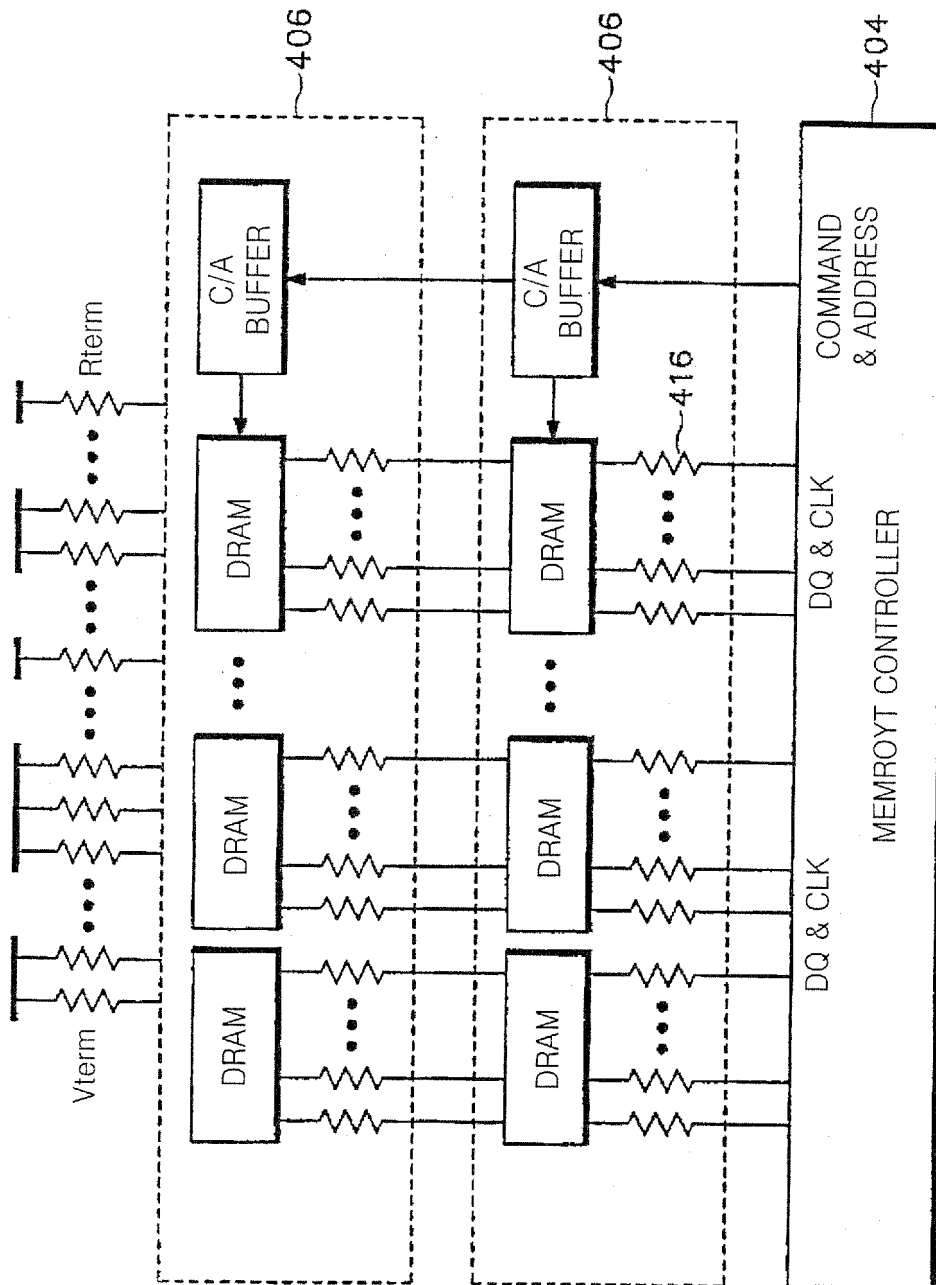 Vterm
Rterm
406
DRAM
DRAM
DRAM
C/A
BUFFER
406
DRAM
DRAM
DRAM
C/A
BUFFER
416
404
DQ & CLK
DQ & CLK
COMMAND
& ADDRESS
MEMROYT CONTROLLER